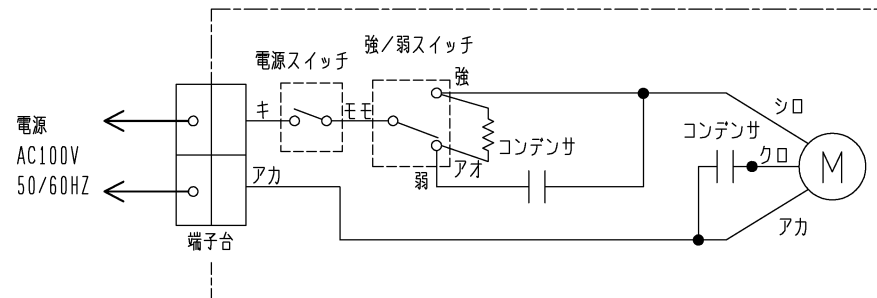 強/弱スイッチ
電源スイッチ
強
シロ
電源
キ
モモ
コンデンサ
コンデンサ
AC100V
クロ
M
50/60HZ
アカ
アオ
弱
アカ
端子台